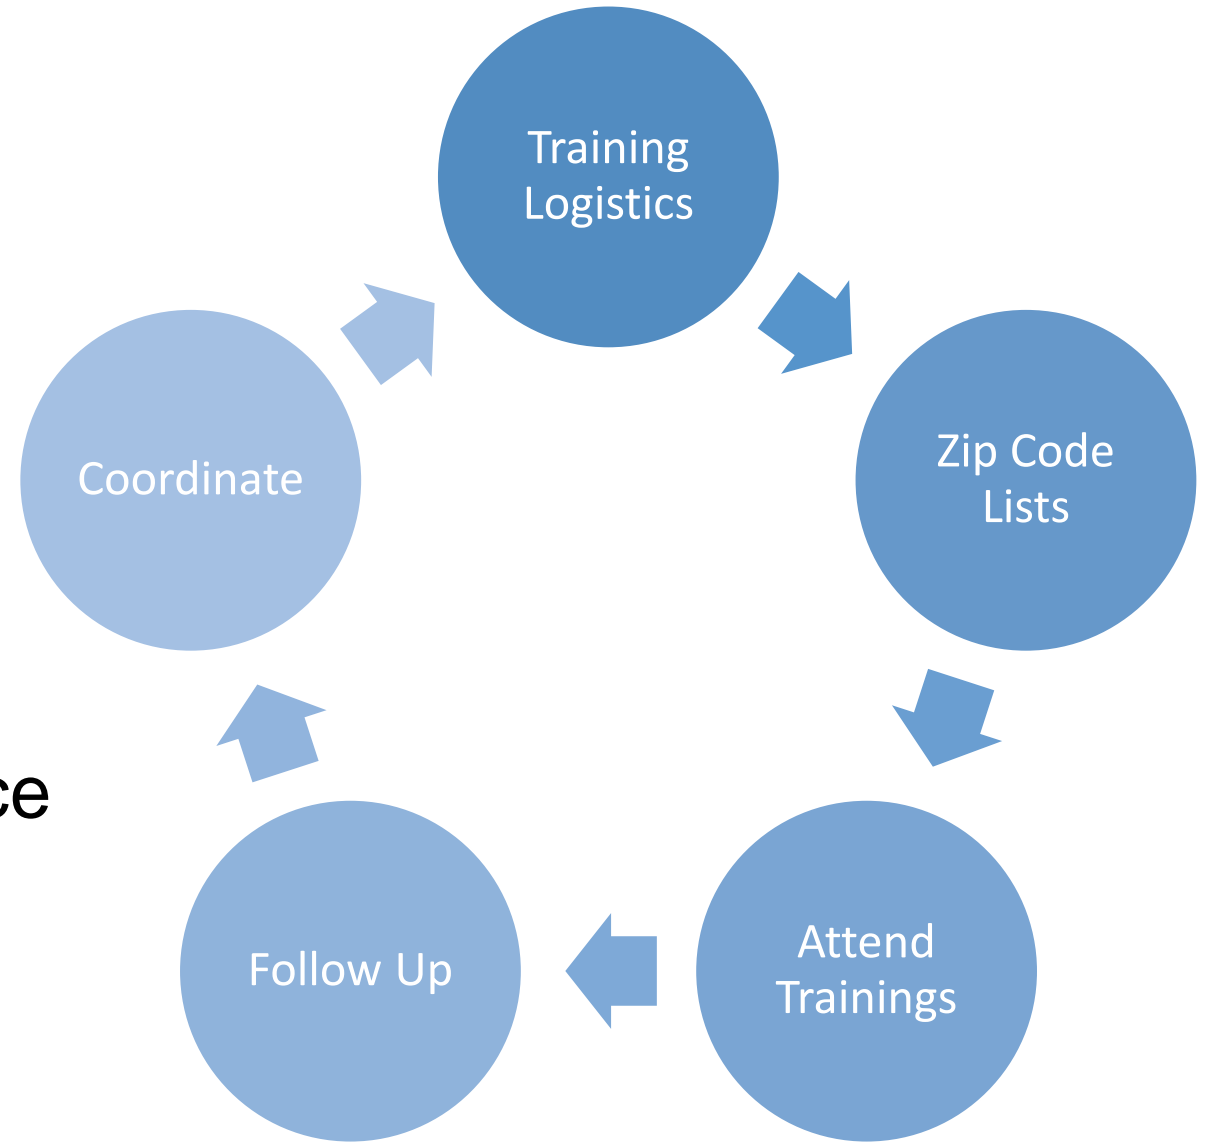 Training
Logistics
Zip Code
Lists
Attend
Trainings
Follow Up
Coordinate